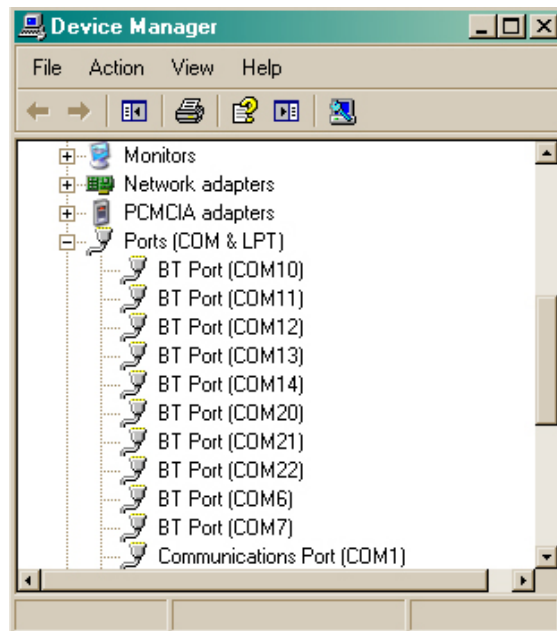 Device Manager
File Action View Help
Monitors
Network adapters
PCMCIA adapters
Ports (COM & LPT)
BT Port (COM10)
BT Port (COM11)
BT Port (COM12)
BT Port (COM13)
BT Port (COM14)
BT Port (COM20)
BT Port (COM21)
BT Port (COM22)
BT Port (COM6)
BT Port (COM7)
Communications Port (COM1)